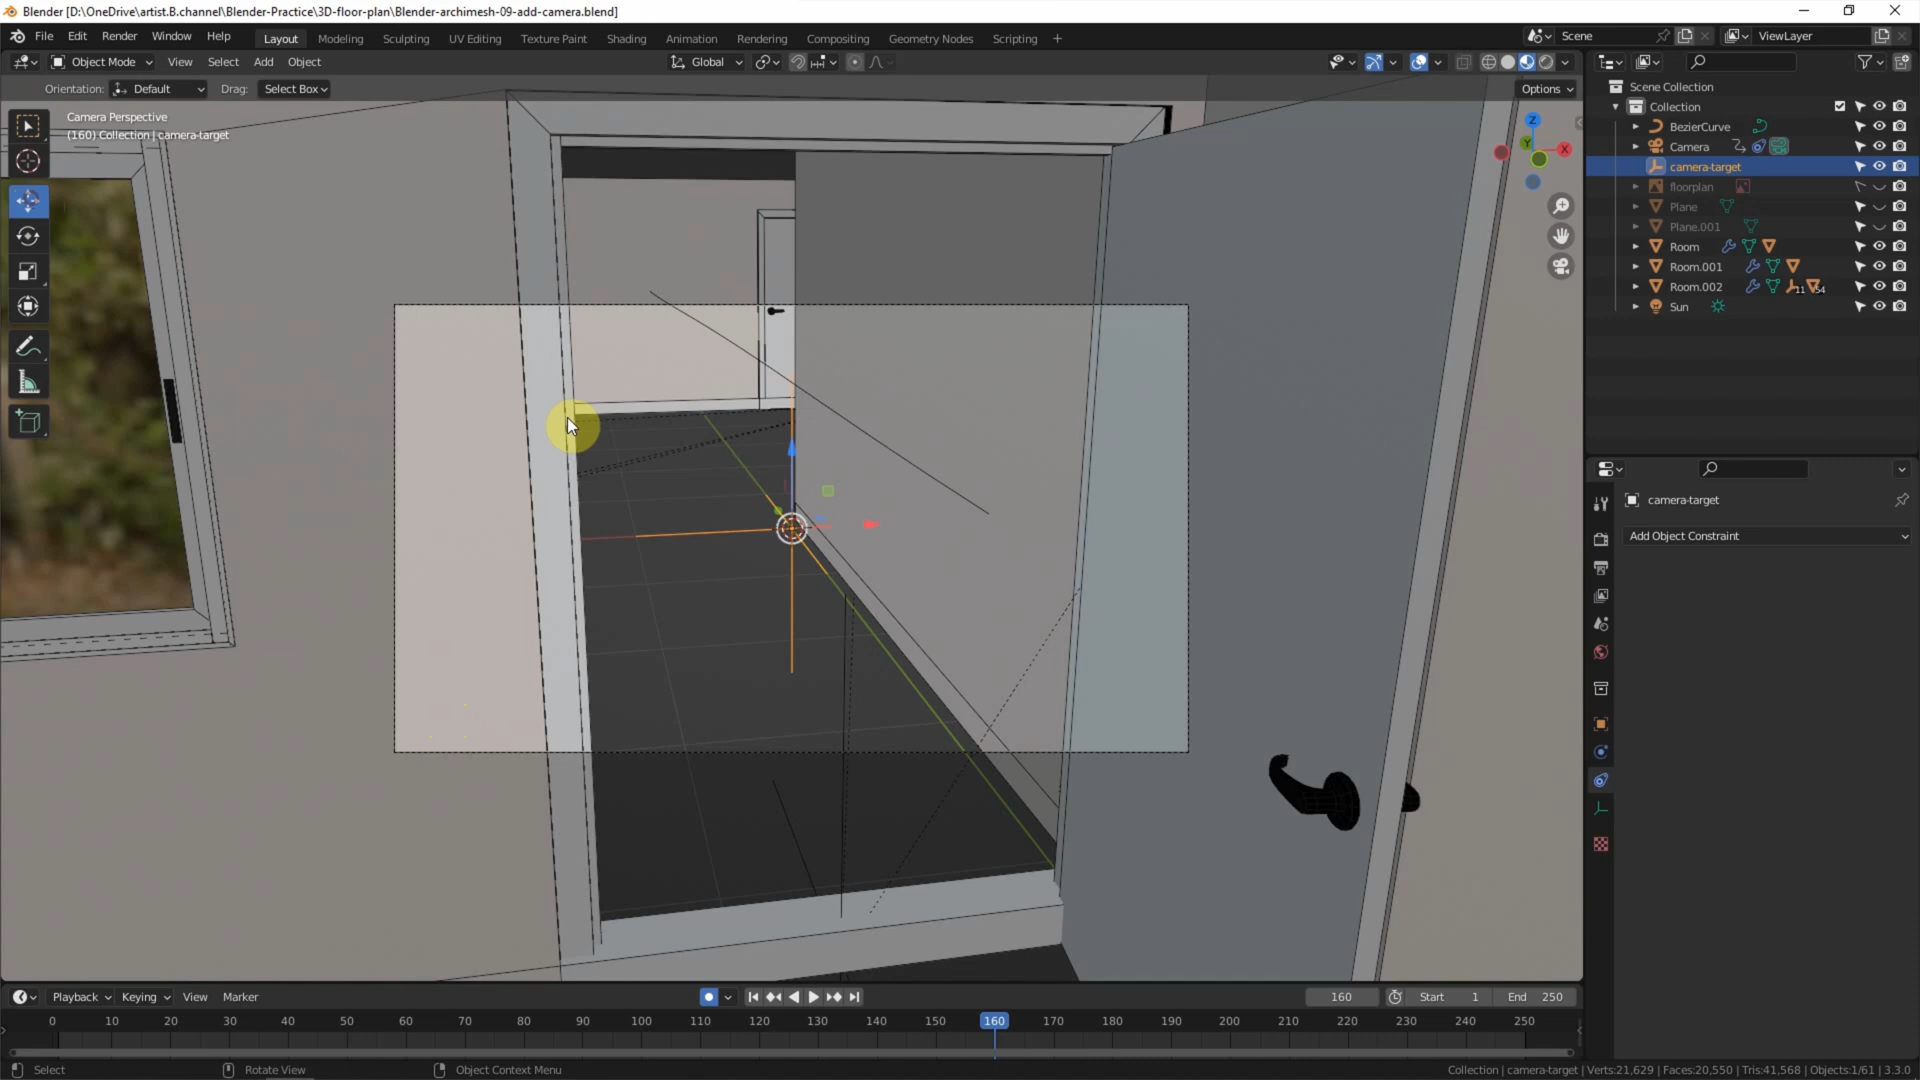 Blender [D:\OneDrive\artist.B.channel\Blender-Practice\3D-floor-plan\Blender-archimesh-09-add-camera.blend]
File Edit Render Window Help
Layout Modeling Sculpting UV Editing Texture Paint Shading Animation Rendering Compositing Geometry Nodes Scripting +
Scene
ViewLayer
Object Mode View Select Add Object
Global
Orientation: Default Drag: Select Box
Options
Camera Perspective
(160) Collection | camera-target
Z
Y
X
Scene Collection
Collection
BezierCurve
Camera
camera-target
floorplan
Plane
Plane.001
Room
Room.001
Room.002 11 54
Sun
camera-target
Add Object Constraint
Playback Keying View Marker
160 Start 1 End 250
0 10 20 30 40 50 60 70 80 90 100 110 120 130 140 150 160 170 180 190 200 210 220 230 240 250
Select Rotate View Object Context Menu
Collection | camera-target | Verts:21,629 | Faces:20,550 | Tris:41,568 | Objects:1/61 | 3.3.0